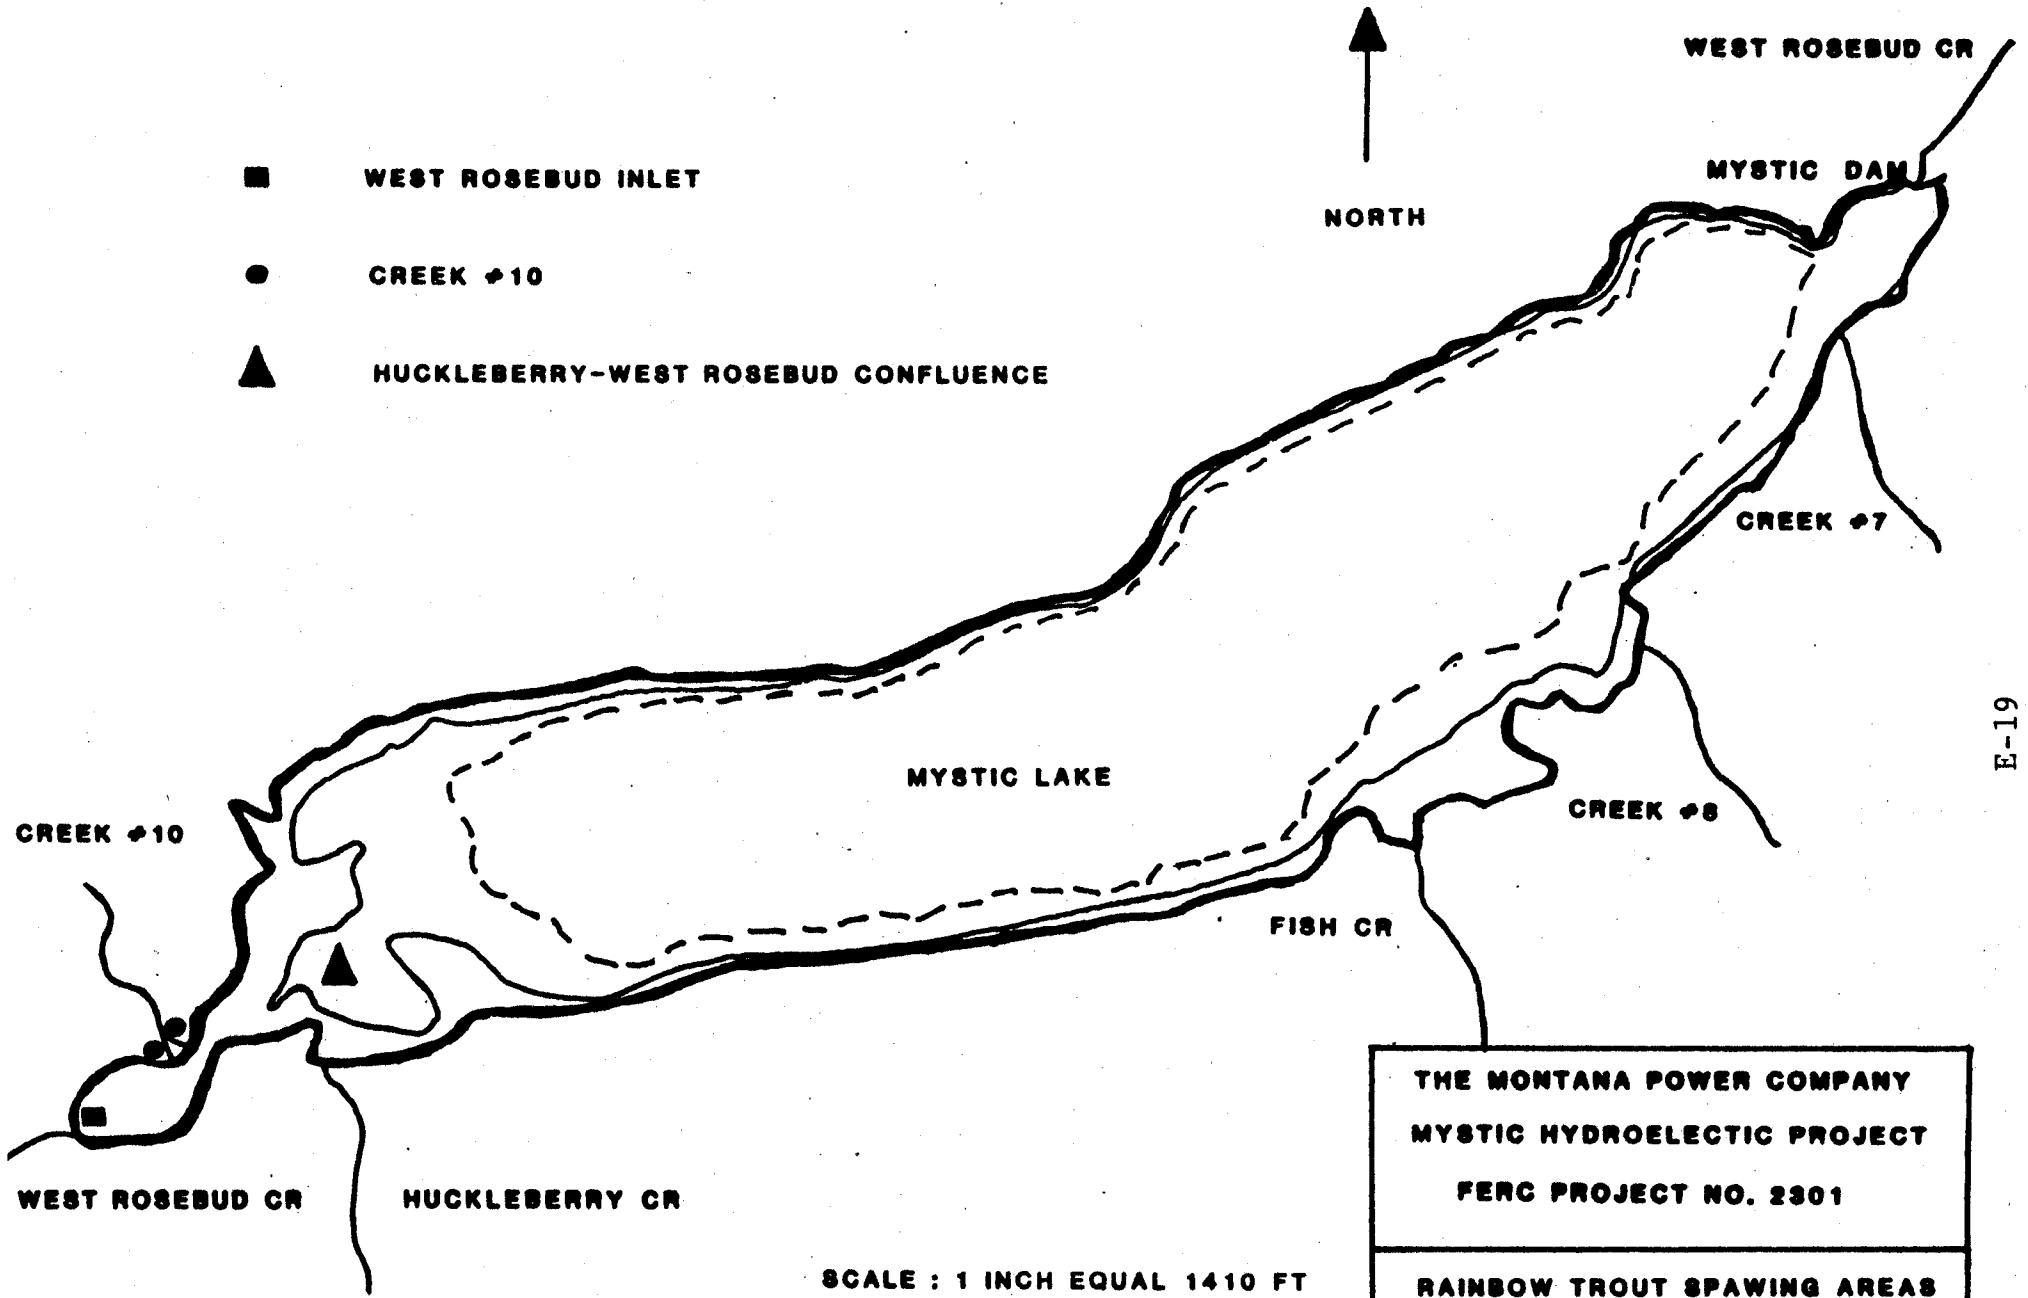 WEST ROSEBUD CR
MYSTIC DAM
WEST ROSEBUD INLET
NORTH
CREEK #10
HUCKLEBERRY-WEST ROSEBUD CONFLUENCE
CREEK #7
E-19
MYSTIC LAKE
CREEK #8
CREEK #10
FISH CR
THE MONTANA POWER COMPANY
MYSTIC HYDROELECTIC PROJECT
FERC PROJECT NO. 2301
WEST ROSEBUD CR
HUCKLEBERRY CR
SCALE : 1 INCH EQUAL 1410 FT
RAINBOW TROUT SPAWING AREAS